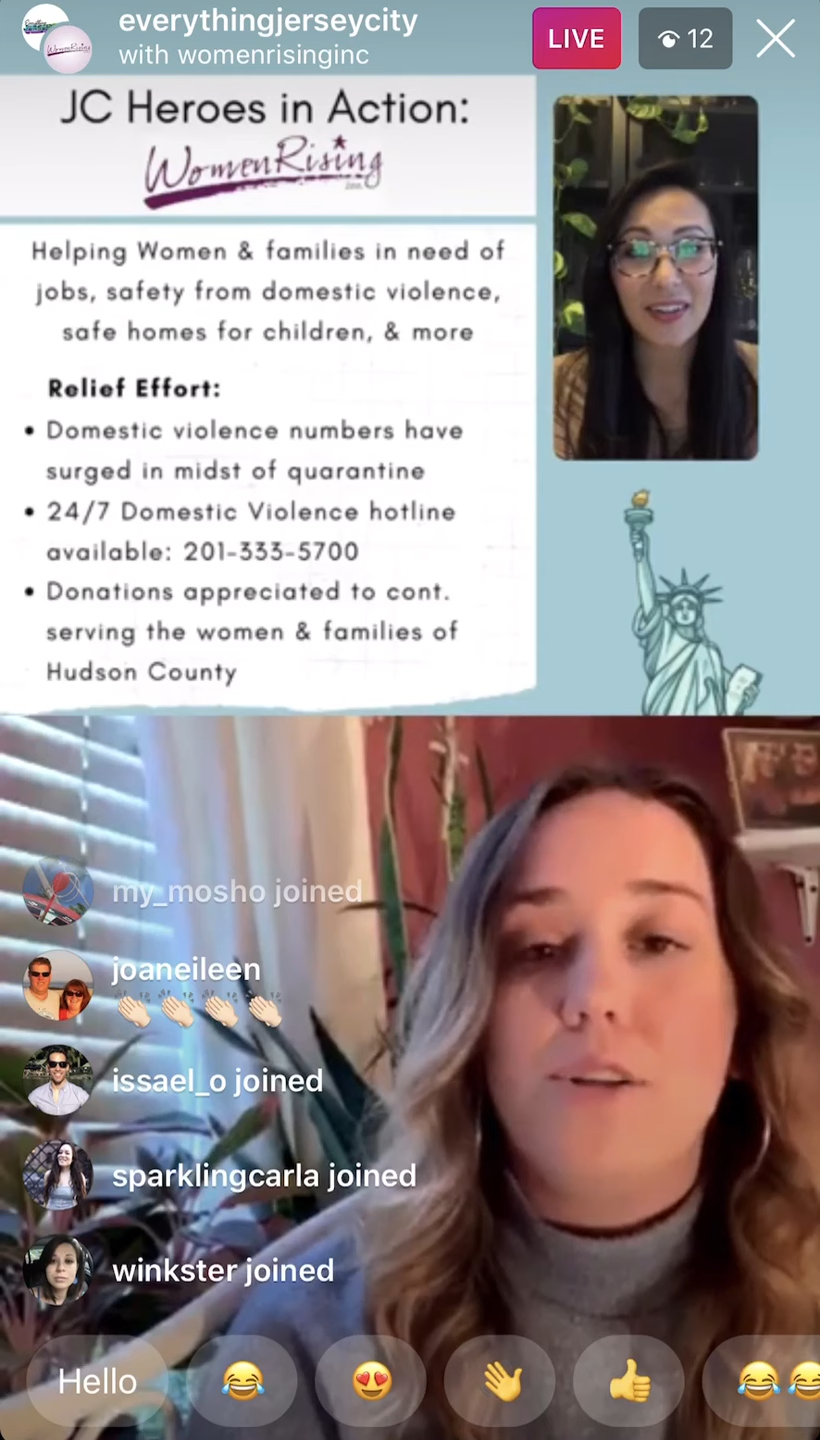 everythingjerseycity
with womenrisinginc
LIVE
12
JC Heroes in Action:
WomenRising
Helping Women & families in need of
jobs, safety from domestic violence,
safe homes for children, & more
Relief Effort:
• Domestic violence numbers have
surged in midst of quarantine
• 24/7 Domestic Violence hotline
available: 201-333-5700
• Donations appreciated to cont.
serving the women & families of
Hudson County
my_mosho joined
joaneileen
👏🏻👏🏻👏🏻👏🏻
issael_o joined
sparklingcarla joined
winkster joined
Hello 😂 😍 👋 👍 😂😂